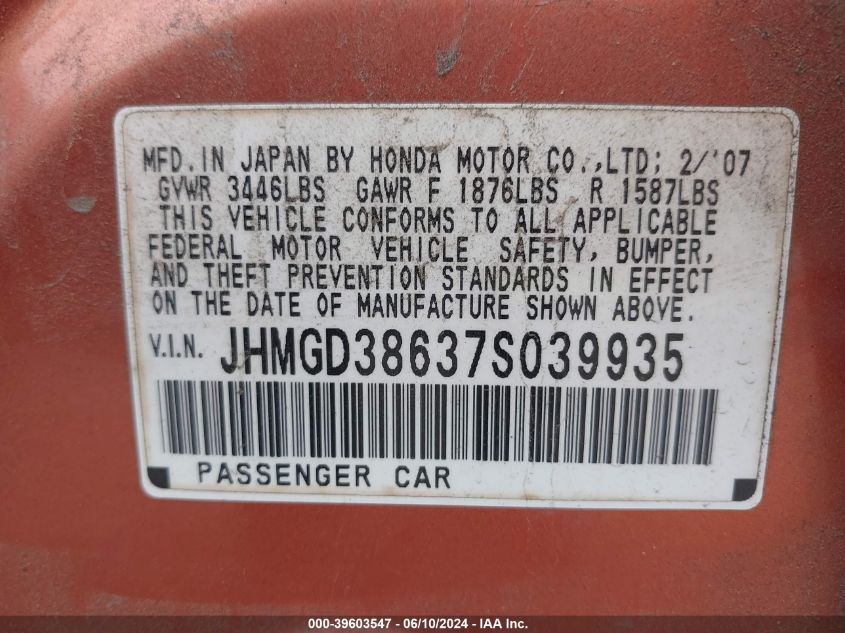 MFD. IN JAPAN BY HONDA MOTOR CO.,LTD; 2/'07
GVWR 3446LBS GAWR F 1876LBS R 1587LBS
THIS VEHICLE CONFORMS TO ALL APPLICABLE
FEDERAL MOTOR VEHICLE SAFETY, BUMPER,
AND THEFT PREVENTION STANDARDS IN EFFECT
ON THE DATE OF MANUFACTURE SHOWN ABOVE.
V.I.N. JHMGD38637S039935
PASSENGER CAR
000-39603547 - 06/10/2024 - IAA Inc.